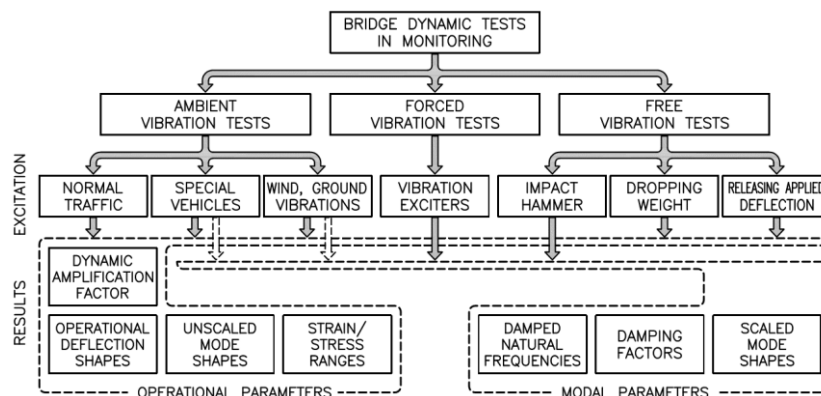 BRIDGE DYNAMIC TESTS
IN MONITORING
AMBIENT
VIBRATION TESTS
FORCED
VIBRATION TESTS
FREE
VIBRATION TESTS
EXCITATION
NORMAL
TRAFFIC
SPECIAL
VEHICLES
WIND, GROUND
VIBRATIONS
VIBRATION
EXCITERS
IMPACT
HAMMER
DROPPING
WEIGHT
RELEASING APPLIED
DEFLECTION
RESULTS
DYNAMIC
AMPLIFICATION
FACTOR
OPERATIONAL
DEFLECTION
SHAPES
UNSCALED
MODE
SHAPES
STRAIN/
STRESS
RANGES
DAMPED
NATURAL
FREQUENCIES
DAMPING
FACTORS
SCALED
MODE
SHAPES
OPERATIONAL PARAMETERS
MODAL PARAMETERS